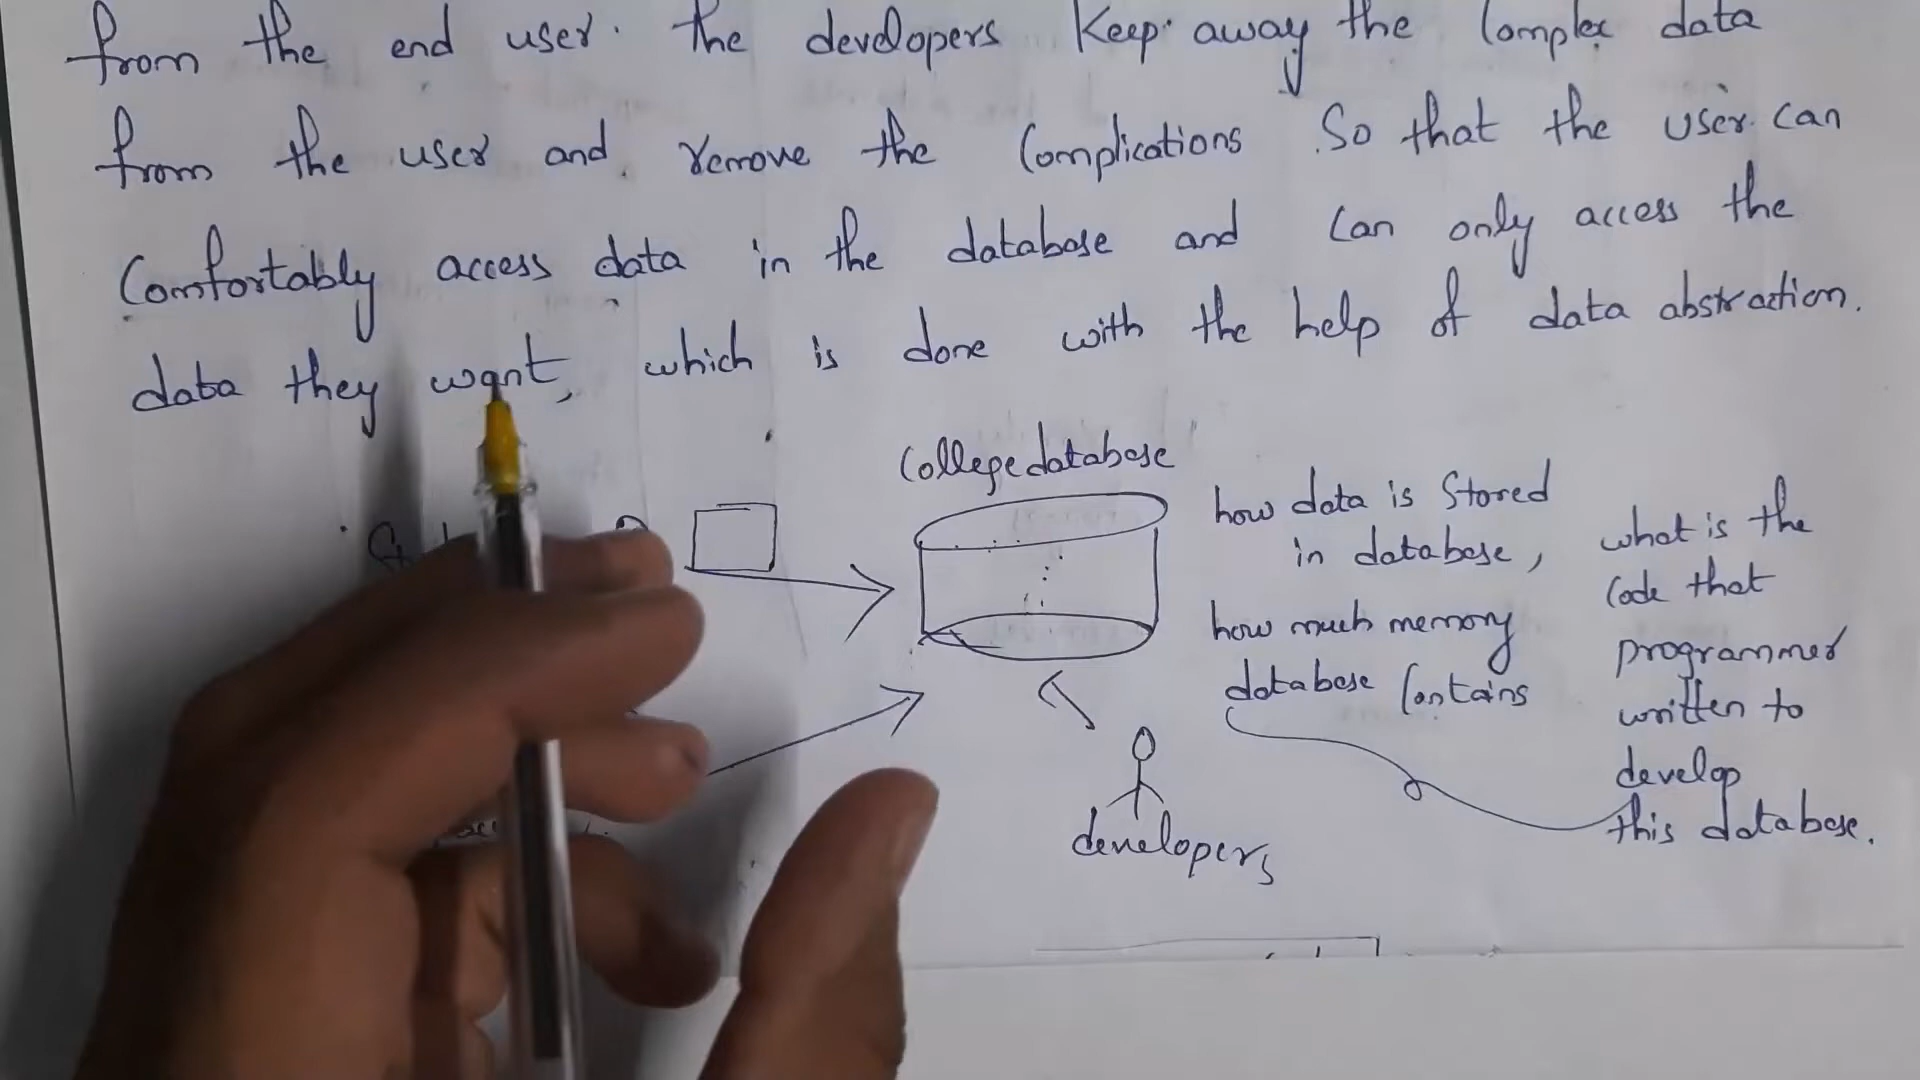 from the end user. the developers keep away the complex data
from the user and remove the complications so that the user can
comfortably access data in the database and can only access the
data they want, which is done with the help of data abstraction.
college database
how data is stored
in database,
how much memory
database contains
what is the
code that
programmer
written to
develop
this database.
developers